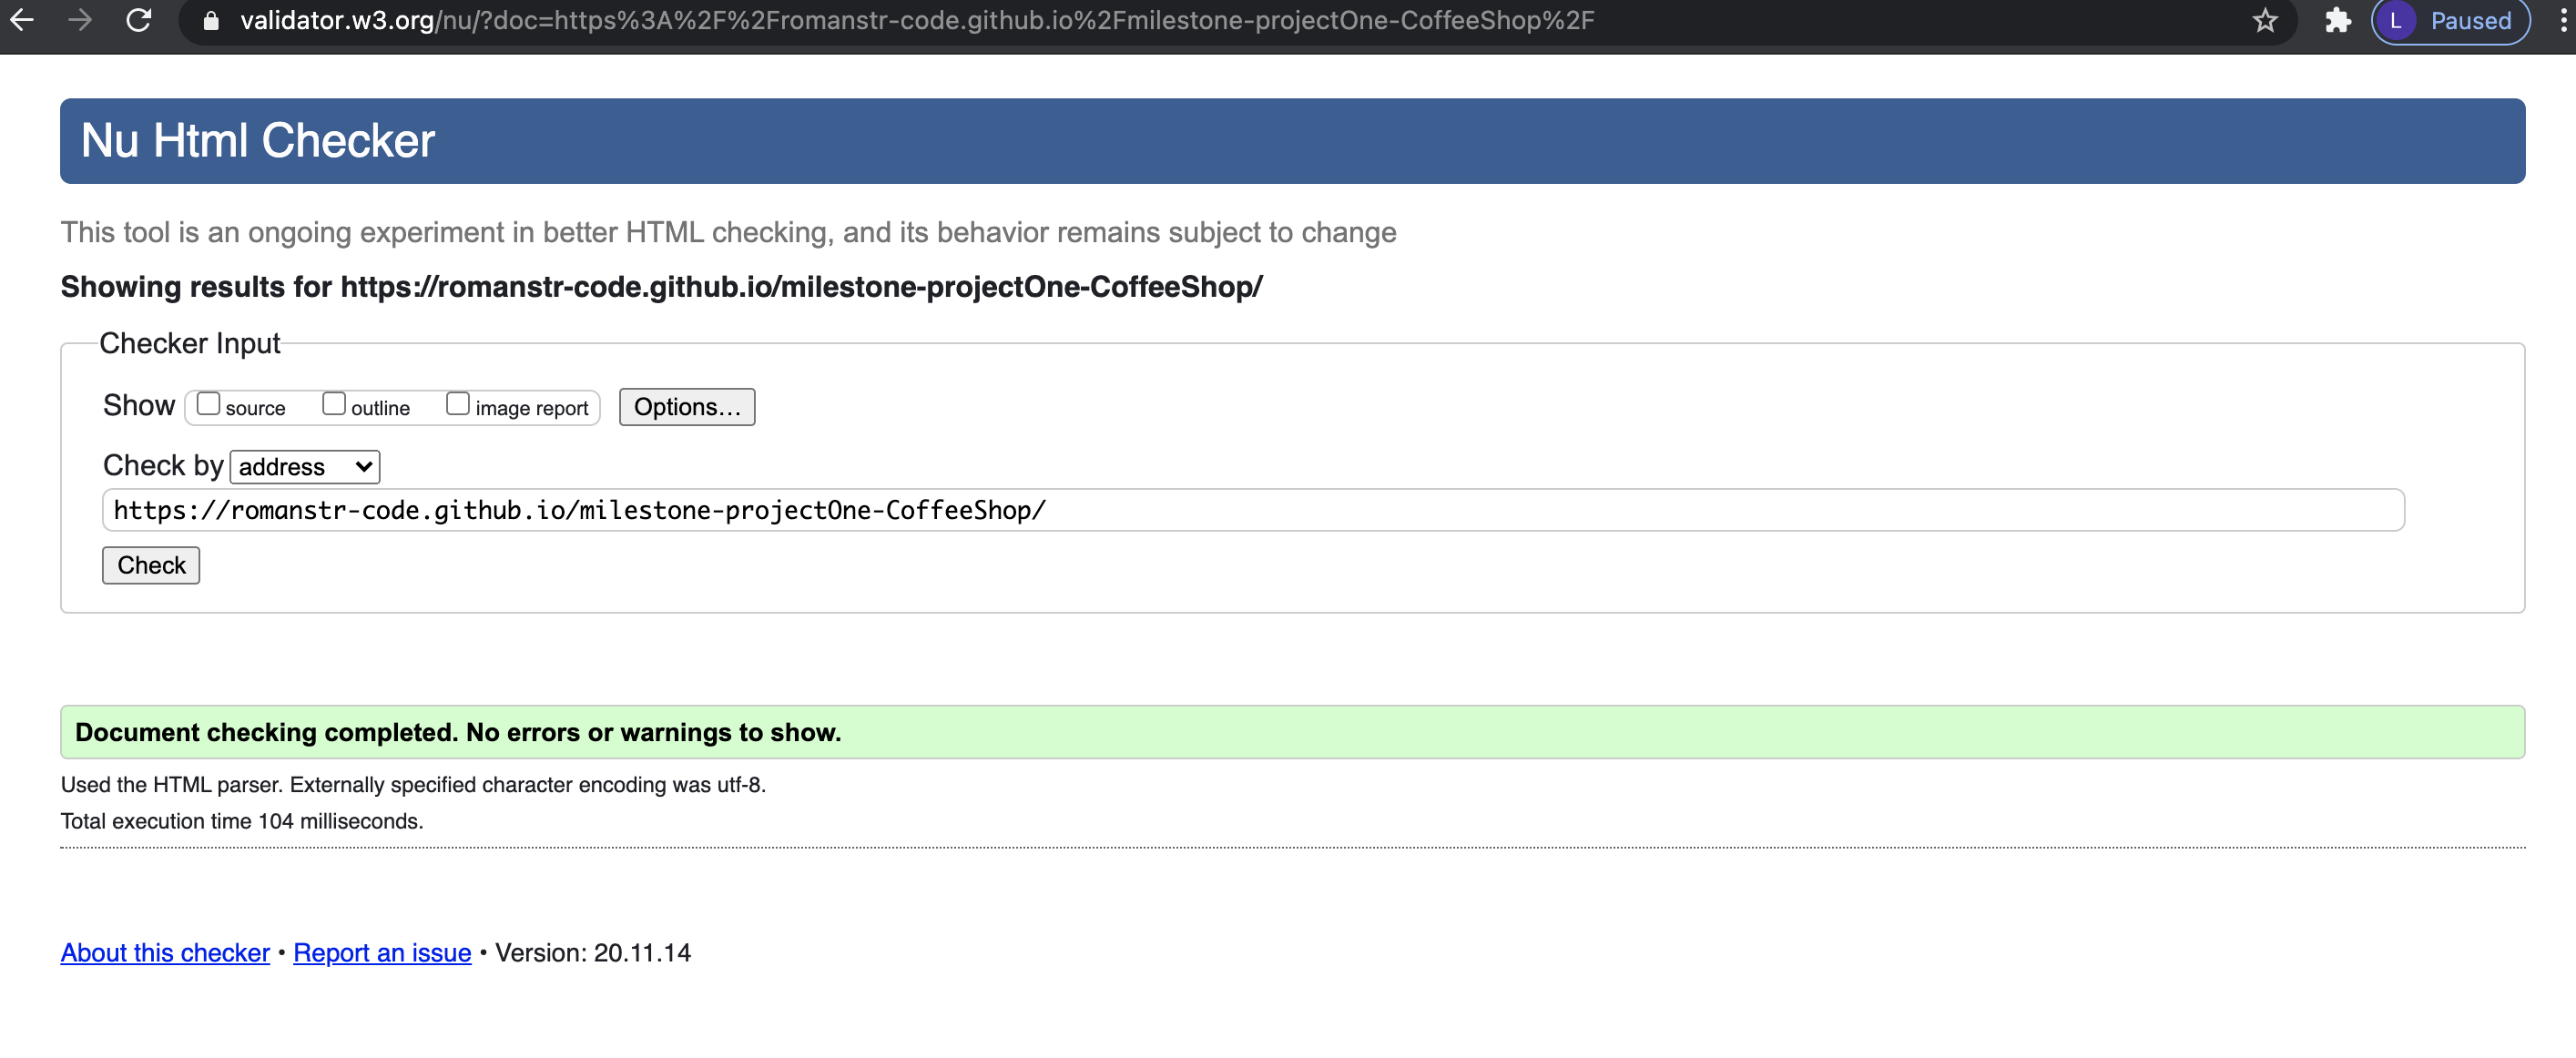 validator.w3.org/nu/?doc=https%3A%2F%2Fromanstr-code.github.io%2Fmilestone-projectOne-CoffeeShop%2F
L Paused
Nu Html Checker
This tool is an ongoing experiment in better HTML checking, and its behavior remains subject to change
Showing results for https://romanstr-code.github.io/milestone-projectOne-CoffeeShop/
Checker Input
Show source outline image report Options...
Check by address
https://romanstr-code.github.io/milestone-projectOne-CoffeeShop/
Check
Document checking completed. No errors or warnings to show.
Used the HTML parser. Externally specified character encoding was utf-8.
Total execution time 104 milliseconds.
About this checker • Report an issue • Version: 20.11.14